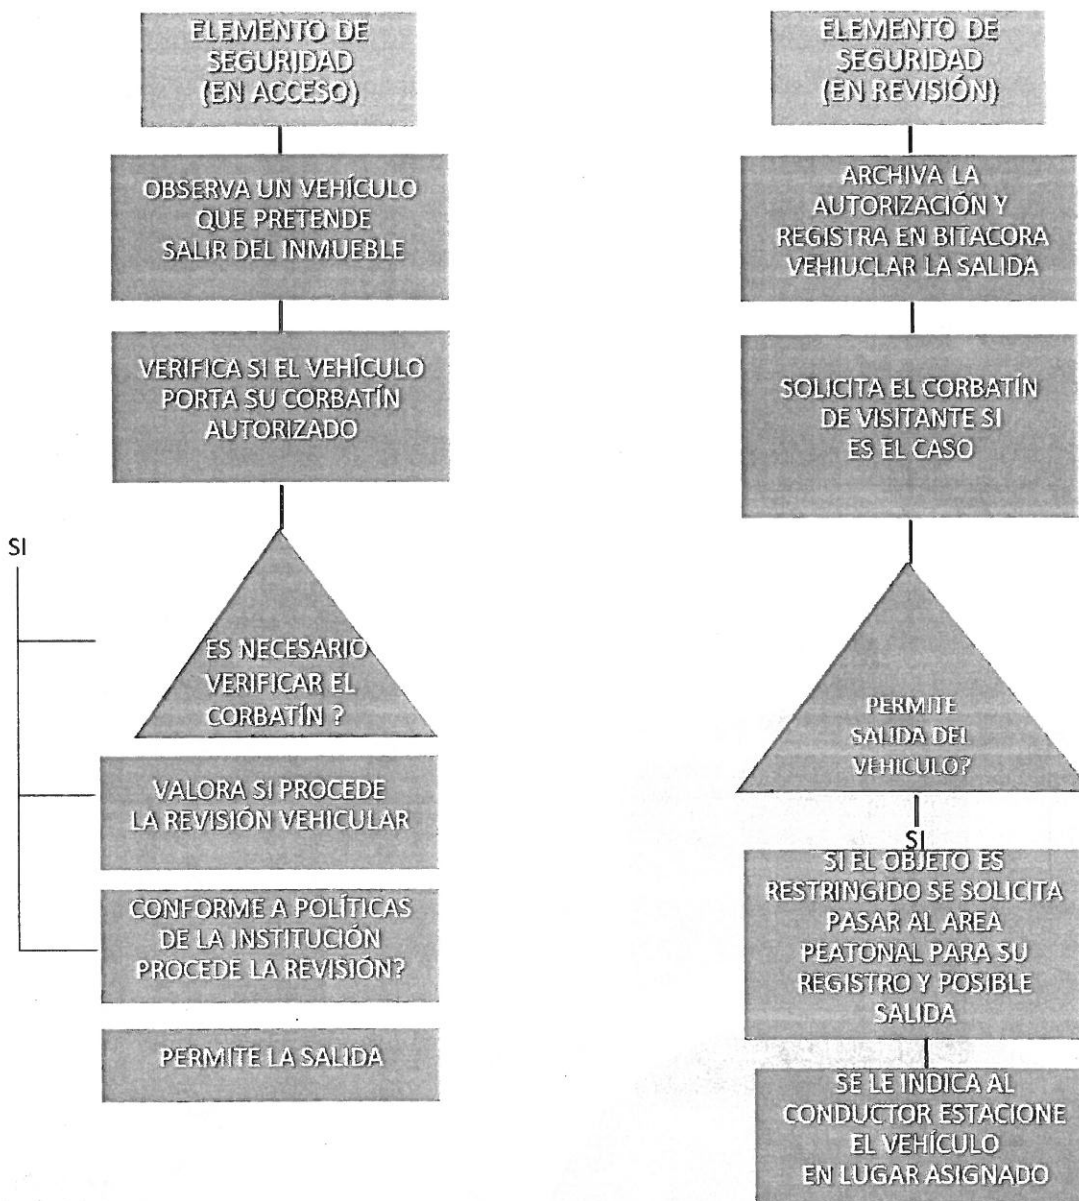 ELEMENTO DE
SEGURIDAD
(EN ACCESO)
OBSERVA UN VEHÍCULO
QUE PRETENDE
SALIR DEL INMUEBLE
VERIFICA SI EL VEHÍCULO
PORTA SU CORBATÍN
AUTORIZADO
SI
ES NECESARIO
VERIFICAR EL
CORBATÍN ?
VALORA SI PROCEDE
LA REVISIÓN VEHICULAR
CONFORME A POLÍTICAS
DE LA INSTITUCIÓN
PROCEDE LA REVISIÓN?
PERMITE LA SALIDA
ELEMENTO DE
SEGURIDAD
(EN REVISIÓN)
ARCHIVA LA
AUTORIZACIÓN Y
REGISTRA EN BITACORA
VEHIUCLAR LA SALIDA
SOLICITA EL CORBATÍN
DE VISITANTE SI
ES EL CASO
PERMITE
SALIDA DEL
VEHICULO?
SI
SI EL OBJETO ES
RESTRINGIDO SE SOLICITA
PASAR AL AREA
PEATONAL PARA SU
REGISTRO Y POSIBLE
SALIDA
SE LE INDICA AL
CONDUCTOR ESTACIONE
EL VEHÍCULO
EN LUGAR ASIGNADO